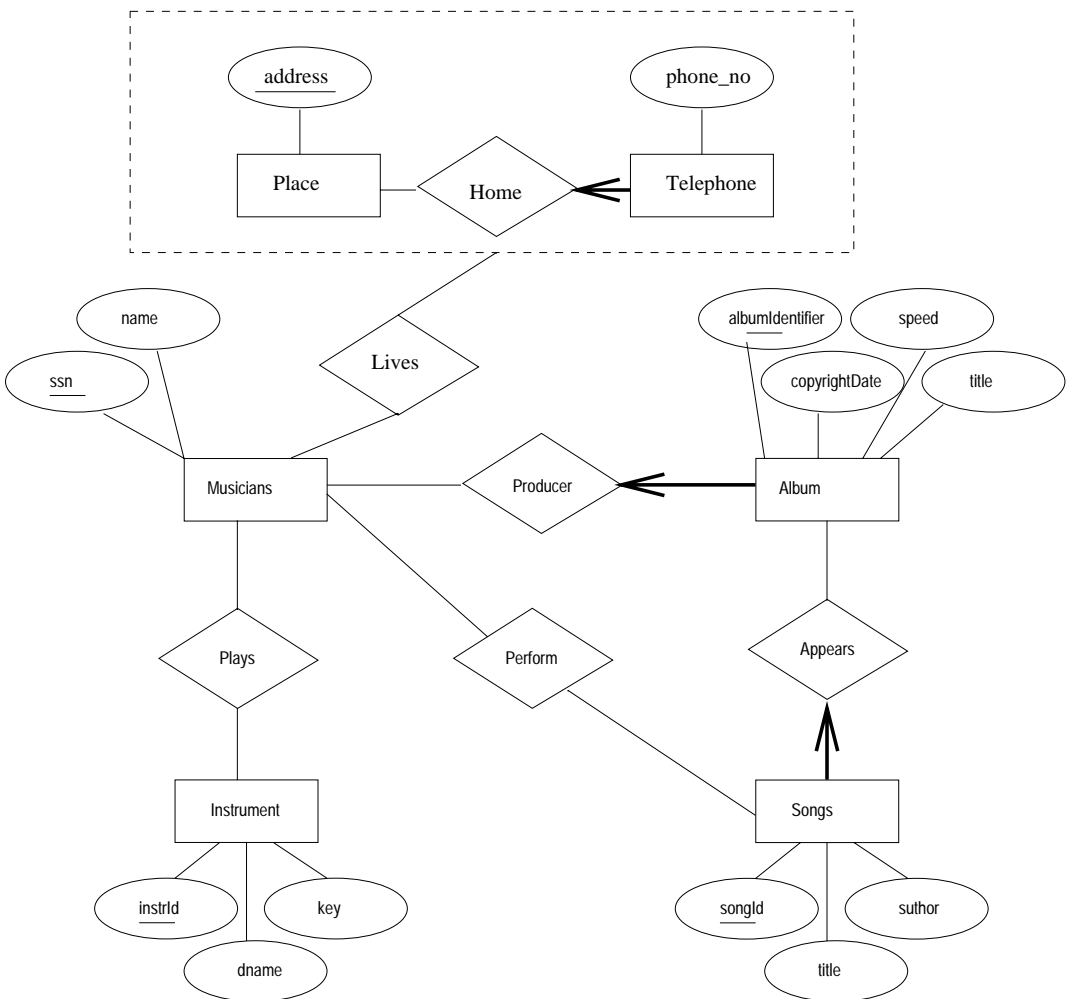 address
phone_no
Place
Home
Telephone
name
albumIdentifier
speed
Lives
ssn
copyrightDate
title
Musicians
Producer
Album
Plays
Perform
Appears
Instrument
Songs
instrId
key
songId
suthor
dname
title